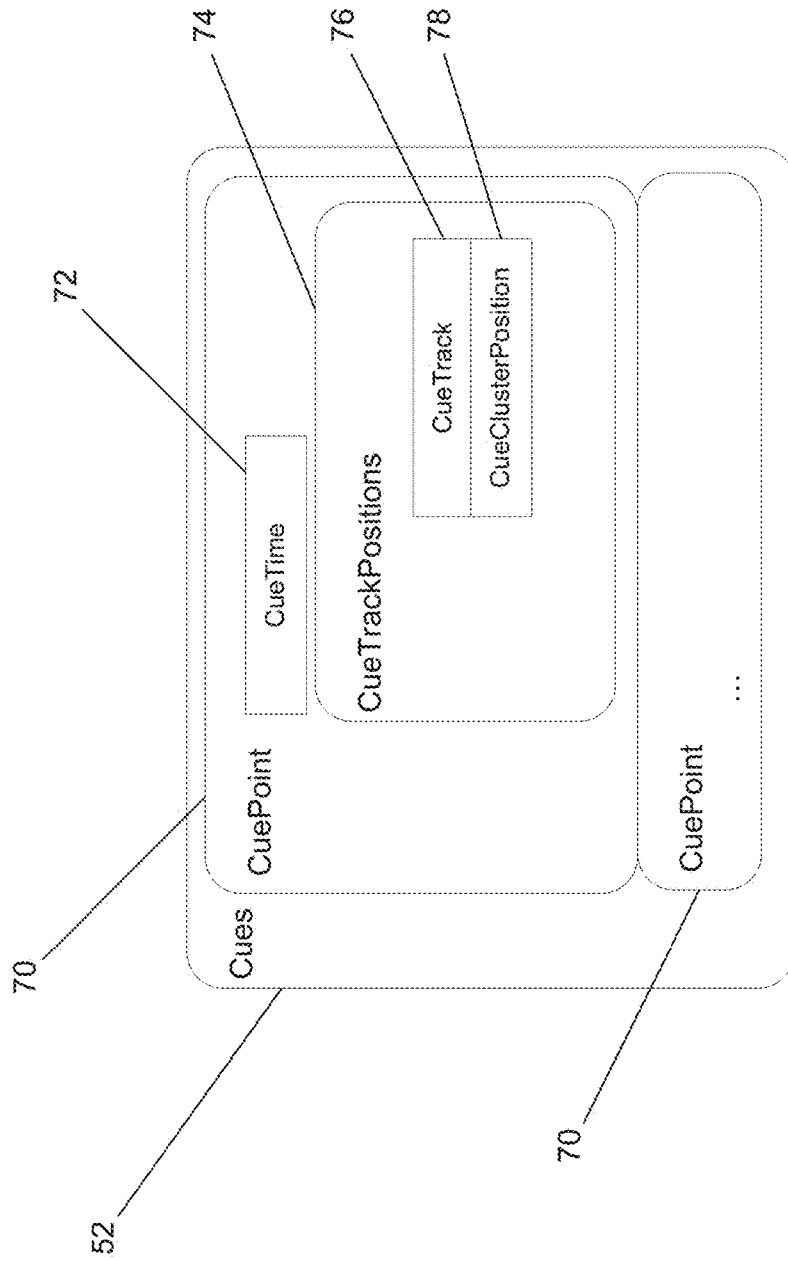 70
72
74
76
78
52
Cues
CuePoint
CueTime
CueTrackPositions
CueTrack
CueClusterPosition
CuePoint
...
70